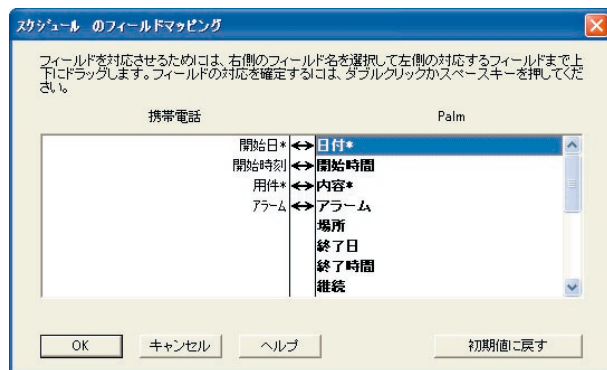 スケジュール のフィールドマッピング
フィールドを対応させるためには、右側のフィールド名を選択して左側の対応するフィールドまで上
下にドラッグします。フィールドの対応を確定するには、ダブルクリックかスペースキーを押してくだ
さい。
携帯電話 Palm
開始日* ↔ 日付*
開始時刻 ↔ 開始時間
用件* ↔ 内容*
アラーム ↔ アラーム
場所
終了日
終了時間
継続
OK キャンセル ヘルプ 初期値に戻す